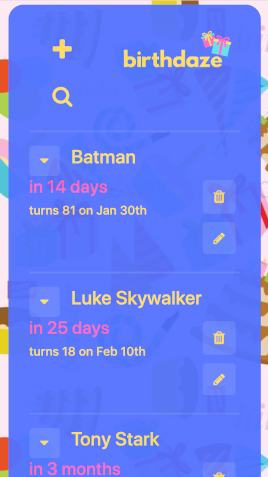 birthdaze
Batman
in 14 days
turns 81 on Jan 30th
Luke Skywalker
in 25 days
turns 18 on Feb 10th
Tony Stark
in 3 months